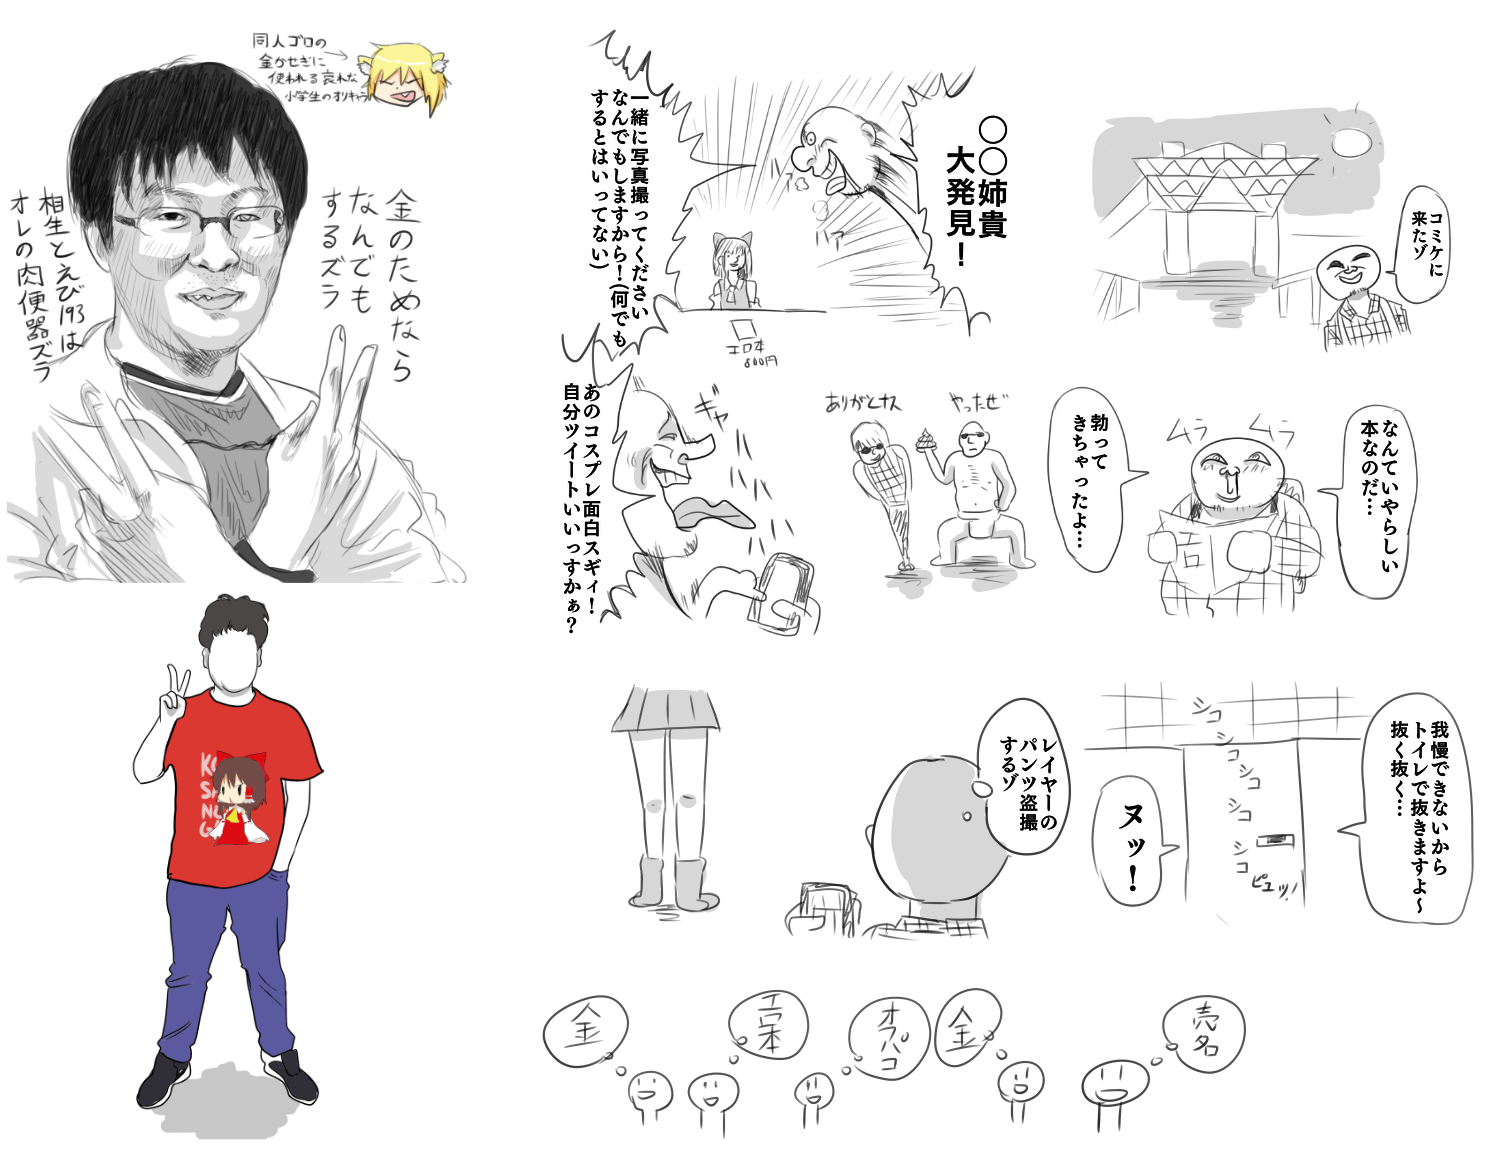 同人ゴロの
金かせぎに
使われる哀れな
小学生のオリキャラ
金のためなら
なんでも
するズラ
相生とえび193は
オレの肉便器ズラ
KO
SA
NO
G
コミケに
来たゾ
〇〇姉貴
大発見！
ハァ
一緒に写真撮ってください
なんでもしますから！(何でも
するとはいってない)
エロ本
800円
なんていやらしい
本なのだ…
ムラ
ムラ
勃って
きちゃったよ…
やったぜ
ありがとナス
ギャ
あのコスプレ面白スギィ！
自分ツイートいいっすかぁ？
我慢できないから
トイレで抜きますよ～
抜く抜く…
シコ
シコ
シコ
シコ
シコ
ピュッ！
ヌッ！
レイヤーの
パンツ盗撮
するゾ
売名
金
オフパコ
エロ本
金